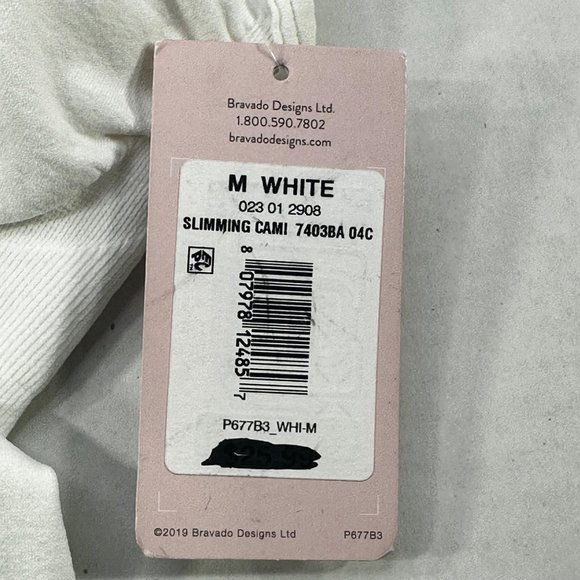 Bravado Designs Ltd.
1.800.590.7802
bravadodesigns.com
M WHITE
023 01 2908
SLIMMING CAMI 7403BA 04C
8 07978 12485 7
P677B3_WHI-M
©2019 Bravado Designs Ltd
P677B3